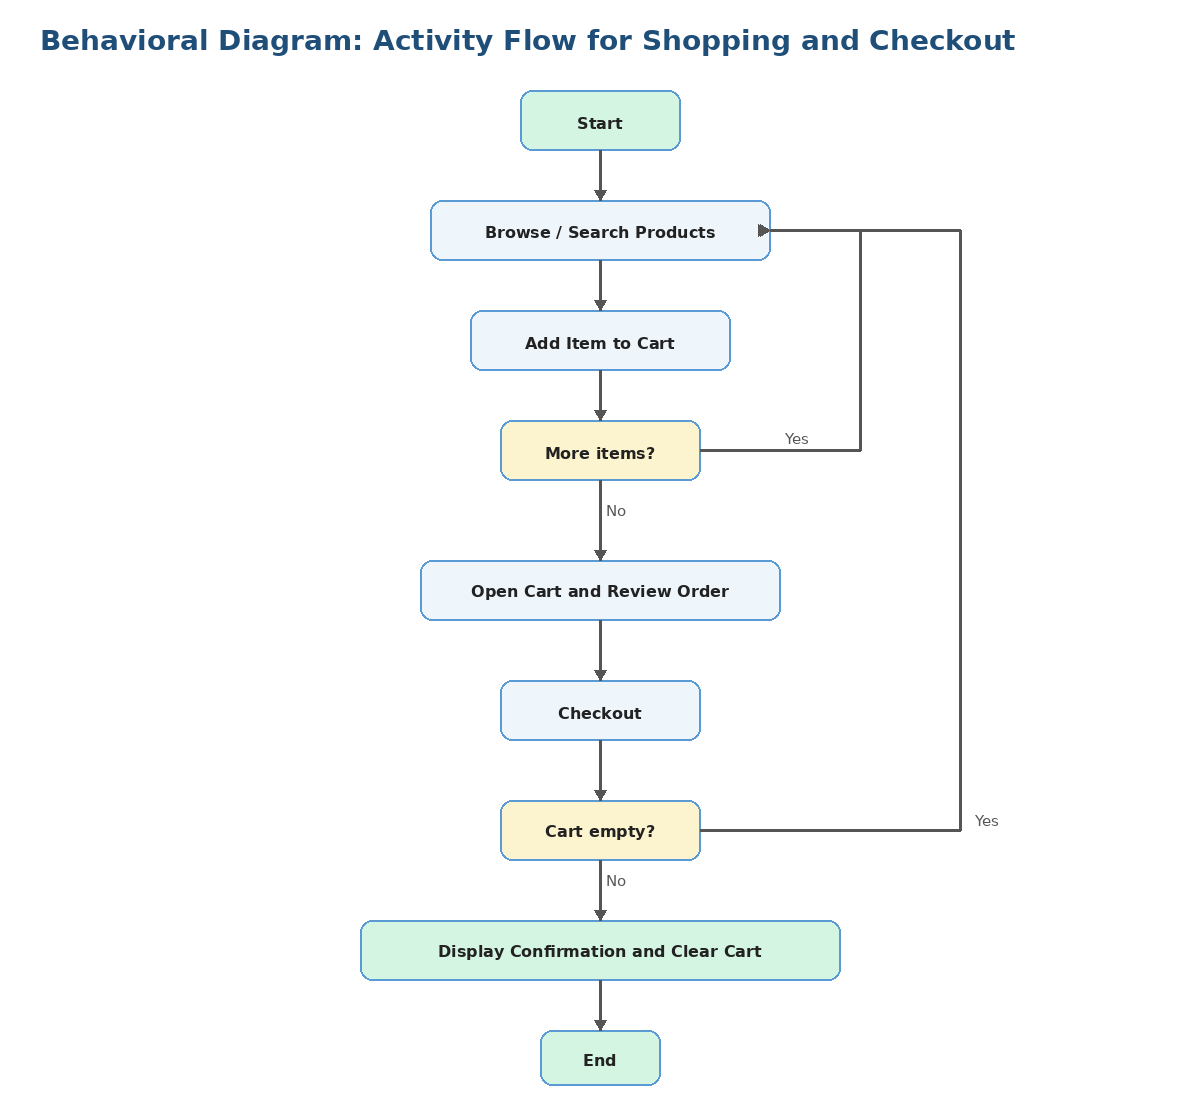 Behavioral Diagram: Activity Flow for Shopping and Checkout
Start
Browse / Search Products
Add Item to Cart
More items?
Yes
No
Open Cart and Review Order
Checkout
Cart empty?
Yes
No
Display Confirmation and Clear Cart
End